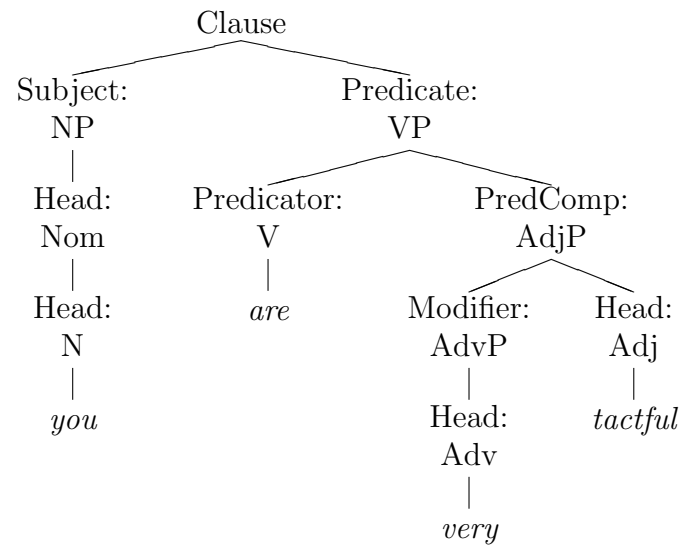 Clause
Subject: Predicate:
NP VP
Head: Predicator: PredComp:
Nom V AdjP
Head: are Modifier: Head:
N AdvP Adj
you Head: tactful
Adv
very